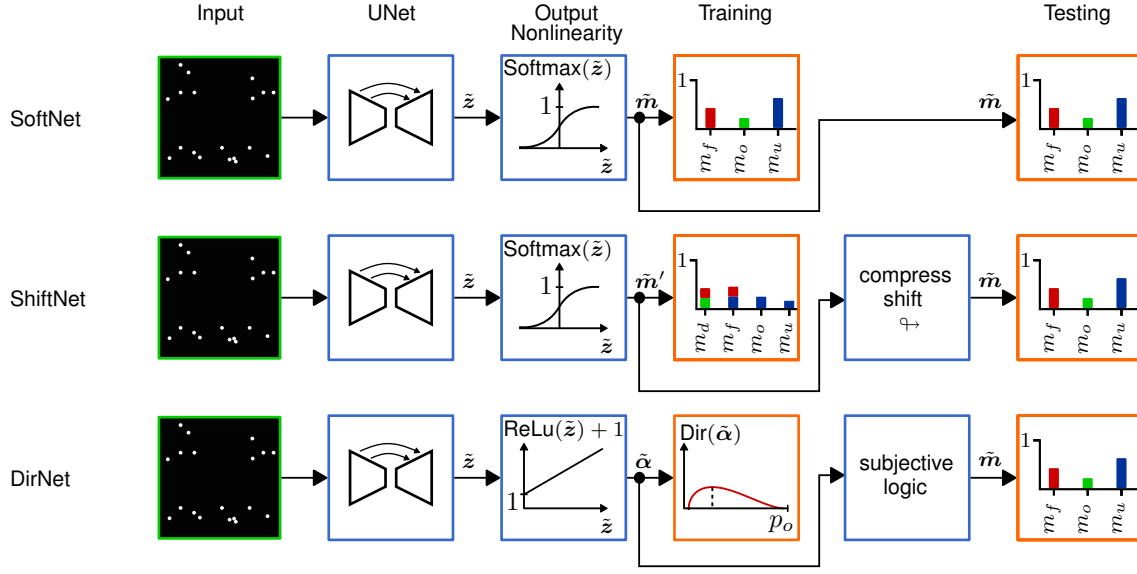 Input UNet Output Nonlinearity Training Testing
SoftNet
z̃
Softmax(z̃)
1
z̃
m̃
1
m_f m_o m_u
m̃
1
m_f m_o m_u
ShiftNet
z̃
Softmax(z̃)
1
z̃
m̃′
1
m_d m_f m_o m_u
compress
shift
↬
m̃
1
m_f m_o m_u
DirNet
z̃
ReLu(z̃) + 1
1
z̃
α̃
Dir(α̃)
p_o
subjective
logic
m̃
1
m_f m_o m_u